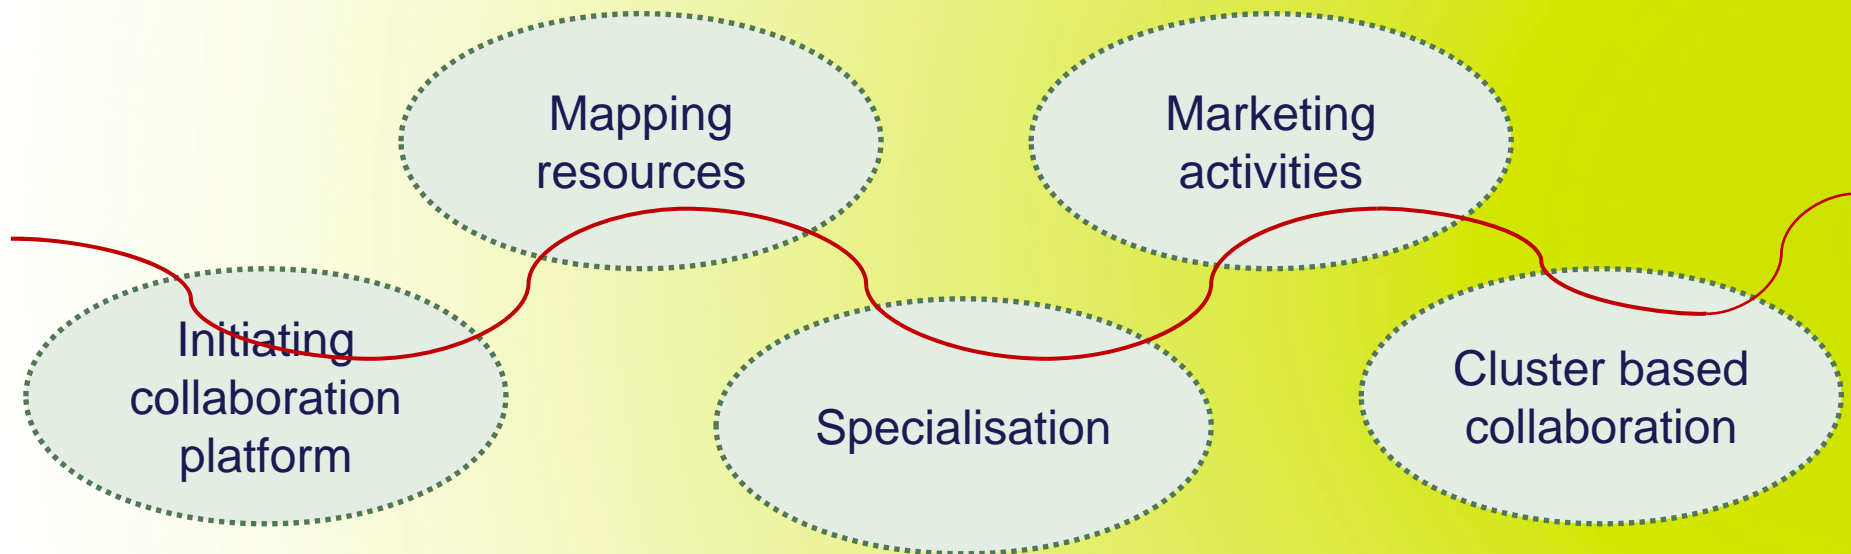 Initiating
collaboration
platform
Mapping
resources
Specialisation
Marketing
activities
Cluster based
collaboration